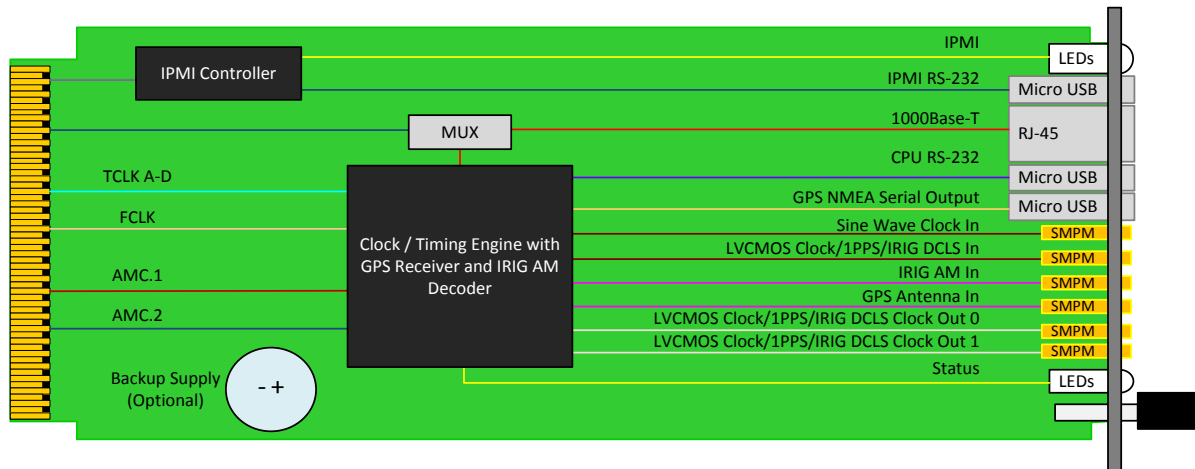 IPMI
LEDs
IPMI Controller
IPMI RS-232
Micro USB
1000Base-T
MUX
RJ-45
CPU RS-232
TCLK A-D
Micro USB
GPS NMEA Serial Output
Micro USB
FCLK
Sine Wave Clock In
SMPM
Clock / Timing Engine with
GPS Receiver and IRIG AM
Decoder
LVCMOS Clock/1PPS/IRIG DCLS In
SMPM
AMC.1
IRIG AM In
SMPM
GPS Antenna In
SMPM
AMC.2
LVCMOS Clock/1PPS/IRIG DCLS Clock Out 0
SMPM
LVCMOS Clock/1PPS/IRIG DCLS Clock Out 1
SMPM
Status
LEDs
Backup Supply
(Optional)
- +